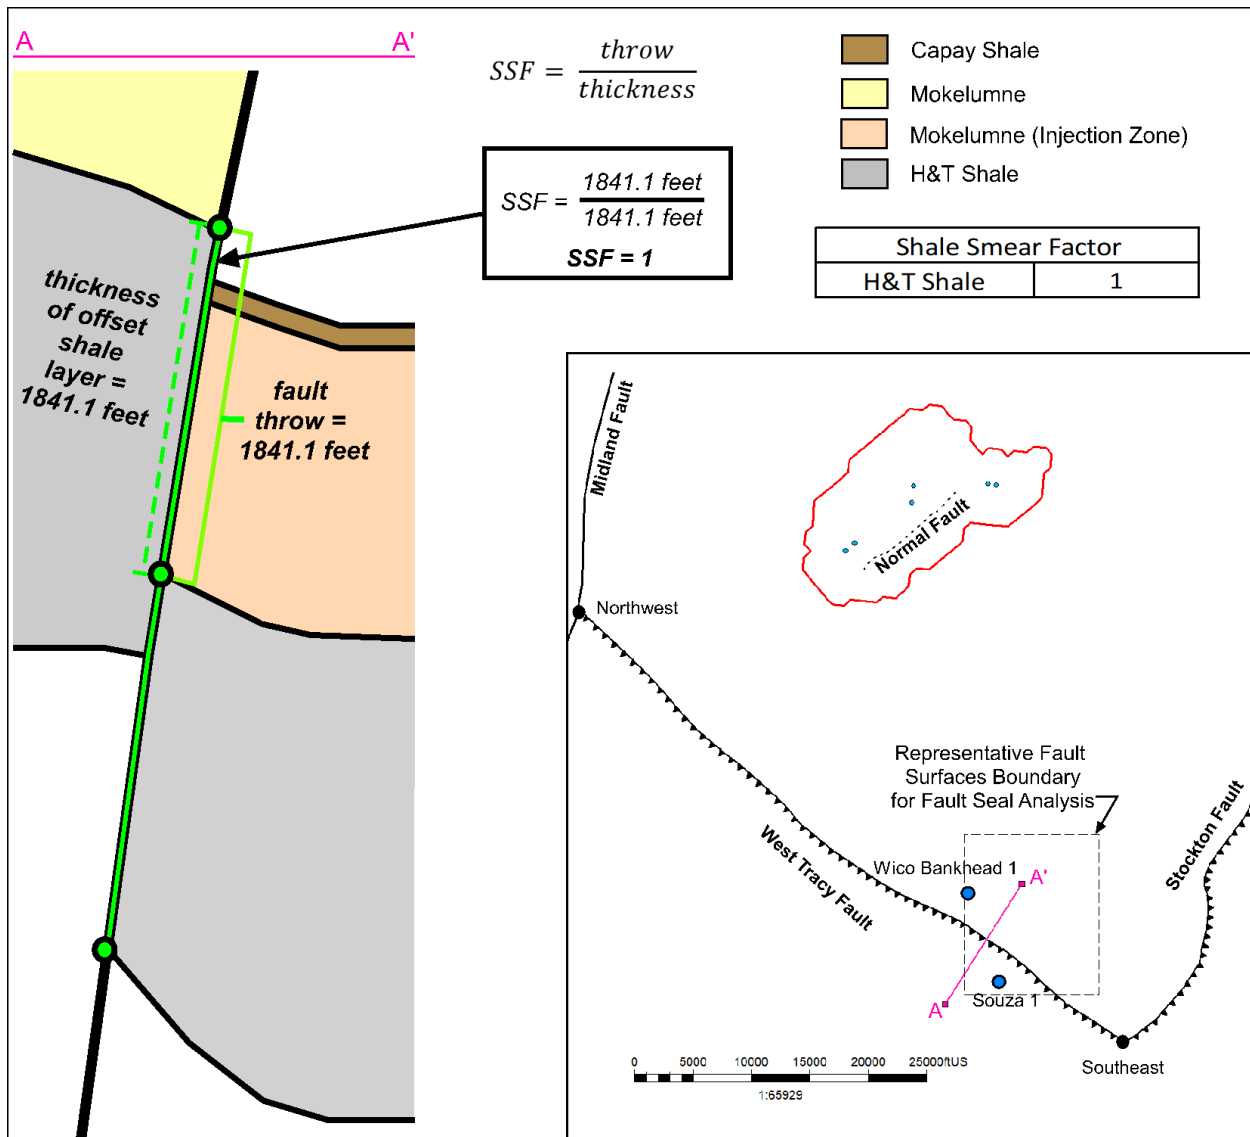 A
A'
SSF = throw
thickness
SSF = 1841.1 feet
1841.1 feet
SSF = 1
thickness
of offset
shale
layer =
1841.1 feet
fault
throw =
1841.1 feet
Capay Shale
Mokelumne
Mokelumne (Injection Zone)
H&T Shale
Shale Smear Factor
H&T Shale 1
Midland Fault
Normal Fault
Northwest
Representative Fault
Surfaces Boundary
for Fault Seal Analysis
Stockton Fault
West Tracy Fault
Wico Bankhead 1
A'
A
Souza 1
Southeast
0 5000 10000 15000 20000 25000ftUS
1:65929